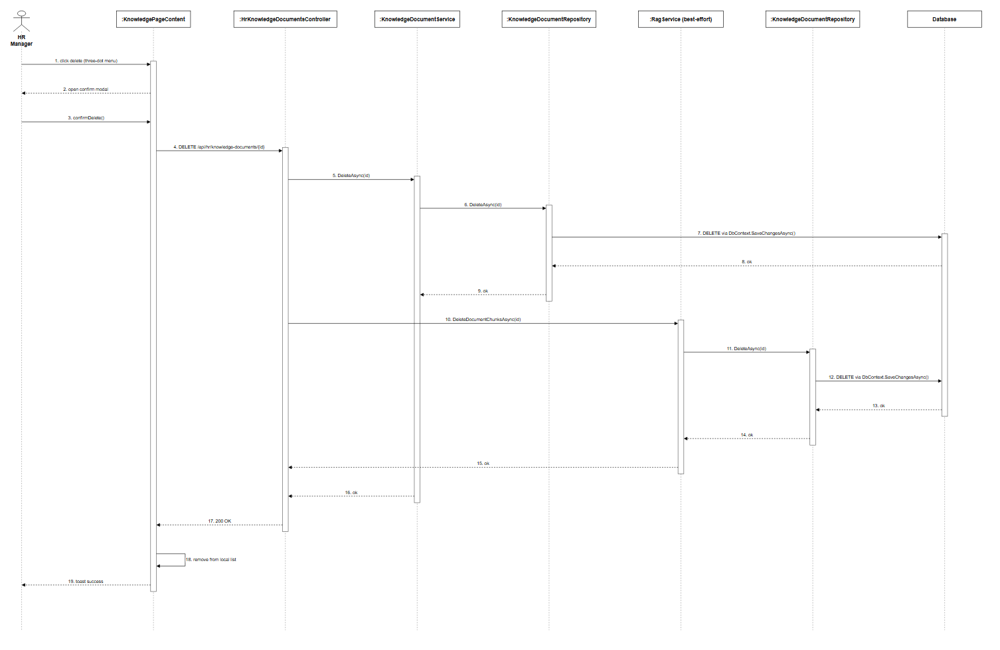 :KnowledgePageContent
:HrKnowledgeDocumentsController
:KnowledgeDocumentService
:KnowledgeDocumentRepository
:RagService (best-effort)
:KnowledgeDocumentRepository
Database
HR
Manager
1. click delete (three-dot menu)
2. open confirm modal
3. confirmDelete()
4. DELETE /api/hr/knowledge-documents/{id}
5. DeleteAsync(id)
6. DeleteAsync(id)
7. DELETE via DbContext.SaveChangesAsync()
8. ok
9. ok
10. DeleteDocumentChunksAsync(id)
11. DeleteAsync(id)
12. DELETE via DbContext.SaveChangesAsync()
13. ok
14. ok
15. ok
16. ok
17. 200 OK
18. remove from local list
19. toast success